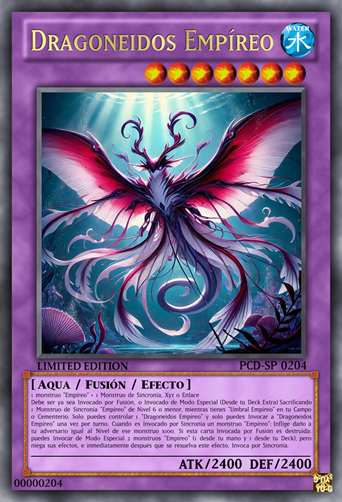 DRAGONEIDOS EMPÍREO
WATER
水
LIMITED EDITION PCD-SP 0204
[ AQUA / FUSIÓN / EFECTO ]
1 monstruo "Empíreo" + 1 Monstruo de Sincronía, Xyz o Enlace
Debe ser ya sea Invocado por Fusión, o Invocado de Modo Especial (Desde tu Deck Extra) Sacrificando
1 Monstruo de Sincronía "Empíreo" de Nivel 6 o menor, mientras tienes "Umbral Empíreo" en tu Campo
o Cementerio. Solo puedes controlar 1 "Dragoneidos Empíreo" y solo puedes Invocar a "Dragoneidos
Empíreo" una vez por turno. Cuando es Invocado por Sincronía un monstruo "Empíreo": Inflige daño a
tu adversario igual al Nivel de ese monstruo x100. Si esta carta Invocada por Fusión es destruida:
puedes Invocar de Modo Especial 2 monstruos "Empíreo" (1 desde tu mano y 1 desde tu Deck), pero
niega sus efectos, e inmediatamente después que se resuelve este efecto, Invoca por Sincronía.
ATK/2400 DEF/2400
00000204